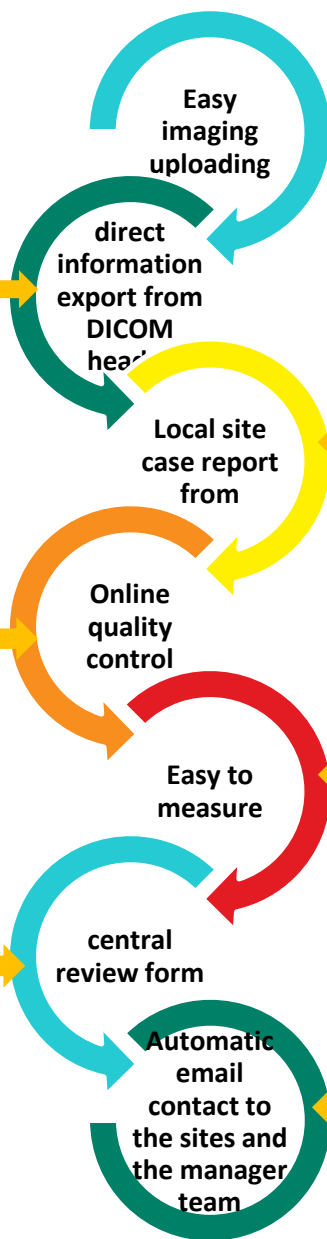 Easy
imaging
uploading
direct
information
export from
DICOM
Local site
case report
from
Online
quality
control
Easy to
measure
central
review form
Automatic
email
contact to
the sites and
the manager
team